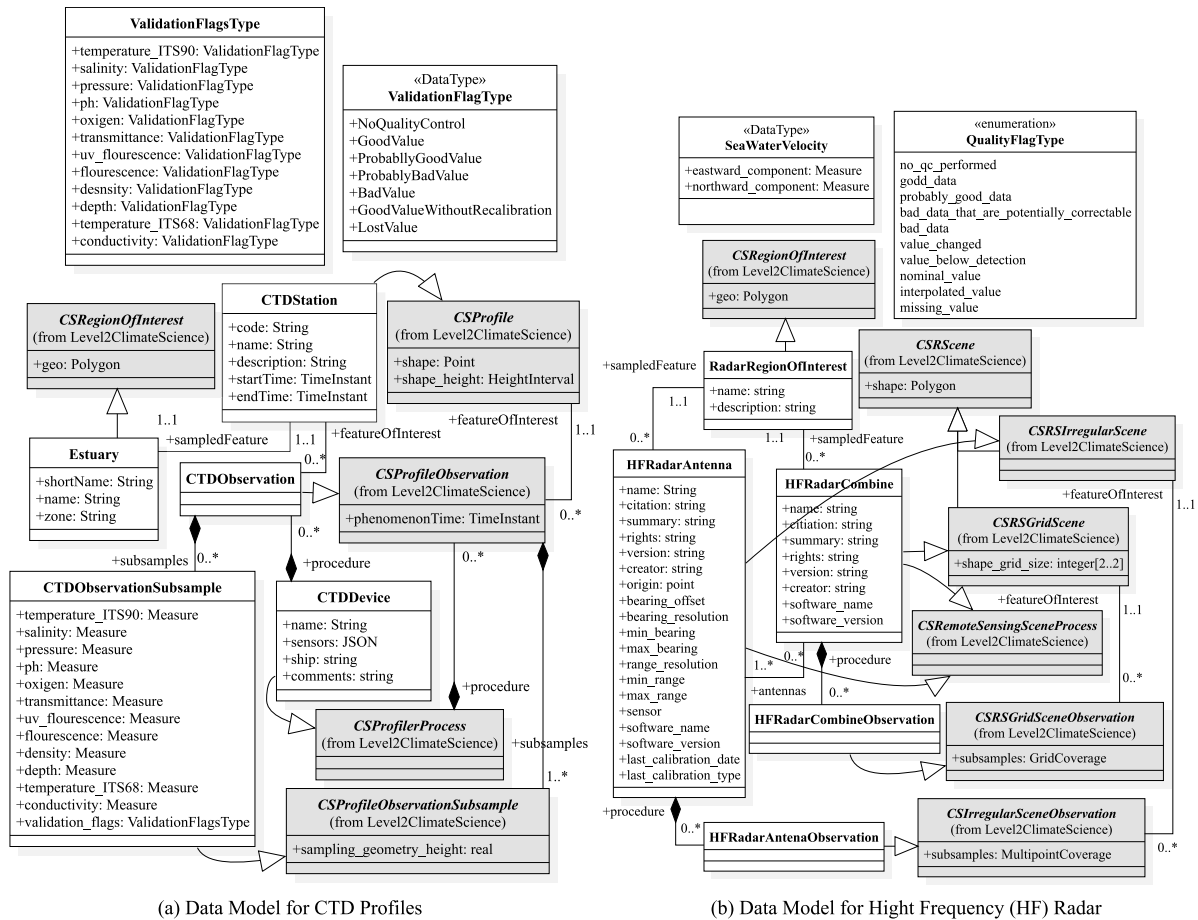 ValidationFlagsType
+temperature_ITS90: ValidationFlagType
+salinity: ValidationFlagType
+pressure: ValidationFlagType
+ph: ValidationFlagType
+oxigen: ValidationFlagType
+transmittance: ValidationFlagType
+uv_flourescence: ValidationFlagType
+flourescence: ValidationFlagType
+desnsity: ValidationFlagType
+depth: ValidationFlagType
+temperature_ITS68: ValidationFlagType
+conductivity: ValidationFlagType
«DataType»
ValidationFlagType
+NoQualityControl
+GoodValue
+ProbabllyGoodValue
+ProbablyBadValue
+BadValue
+GoodValueWithoutRecalibration
+LostValue
CSRegionOfInterest
(from Level2ClimateScience)
+geo: Polygon
CTDStation
+code: String
+name: String
+description: String
+startTime: TimeInstant
+endTime: TimeInstant
CSProfile
(from Level2ClimateScience)
+shape: Point
+shape_height: HeightInterval
1..1
+sampledFeature
1..1
0..*
+featureOfInterest
+featureOfInterest
1..1
0..*
Estuary
+shortName: String
+name: String
+zone: String
CTDObservation
CSProfileObservation
(from Level2ClimateScience)
+phenomenonTime: TimeInstant
+subsamples
0..*
0..*
+procedure
0..*
CTDObservationSubsample
+temperature_ITS90: Measure
+salinity: Measure
+pressure: Measure
+ph: Measure
+oxigen: Measure
+transmittance: Measure
+uv_flourescence: Measure
+flourescence: Measure
+density: Measure
+depth: Measure
+temperature_ITS68: Measure
+conductivity: Measure
+validation_flags: ValidationFlagsType
CTDDevice
+name: String
+sensors: JSON
+ship: string
+comments: string
+procedure
CSProfilerProcess
(from Level2ClimateScience)
+subsamples
1..*
CSProfileObservationSubsample
(from Level2ClimateScience)
+sampling_geometry_height: real
(a) Data Model for CTD Profiles
«DataType»
SeaWaterVelocity
+eastward_component: Measure
+northward_component: Measure
«enumeration»
QualityFlagType
no_qc_performed
godd_data
probably_good_data
bad_data_that_are_potentially_correctable
bad_data
value_changed
value_below_detection
nominal_value
interpolated_value
missing_value
CSRegionOfInterest
(from Level2ClimateScience)
+geo: Polygon
CSRScene
(from Level2ClimateScience)
+shape: Polygon
+sampledFeature
1..1
0..*
RadarRegionOfInterest
+name: string
+description: string
1..1
+sampledFeature
0..*
CSRSIrregularScene
(from Level2ClimateScience)
+featureOfInterest
1..1
HFRadarAntenna
+name: String
+citation: string
+summary: string
+rights: string
+version: string
+creator: string
+origin: point
+bearing_offset
+bearing_resolution
+min_bearing
+max_bearing
+range_resolution
+min_range
+max_range
+sensor
+software_name
+software_version
+last_calibration_date
+last_calibration_type
HFRadarCombine
+name: string
+citiation: string
+summary: string
+rights: string
+version: string
+creator: string
+software_name
+software_version
CSRSGridScene
(from Level2ClimateScience)
+shape_grid_size: integer[2..2]
+featureOfInterest
1..1
CSRemoteSensingSceneProcess
(from Level2ClimateScience)
1..*
0..*
+antennas
+procedure
0..*
0..*
HFRadarCombineObservation
CSRSGridSceneObservation
(from Level2ClimateScience)
+subsamples: GridCoverage
+procedure
0..*
HFRadarAntenaObservation
CSIrregularSceneObservation
(from Level2ClimateScience)
+subsamples: MultipointCoverage
0..*
(b) Data Model for Hight Frequency (HF) Radar